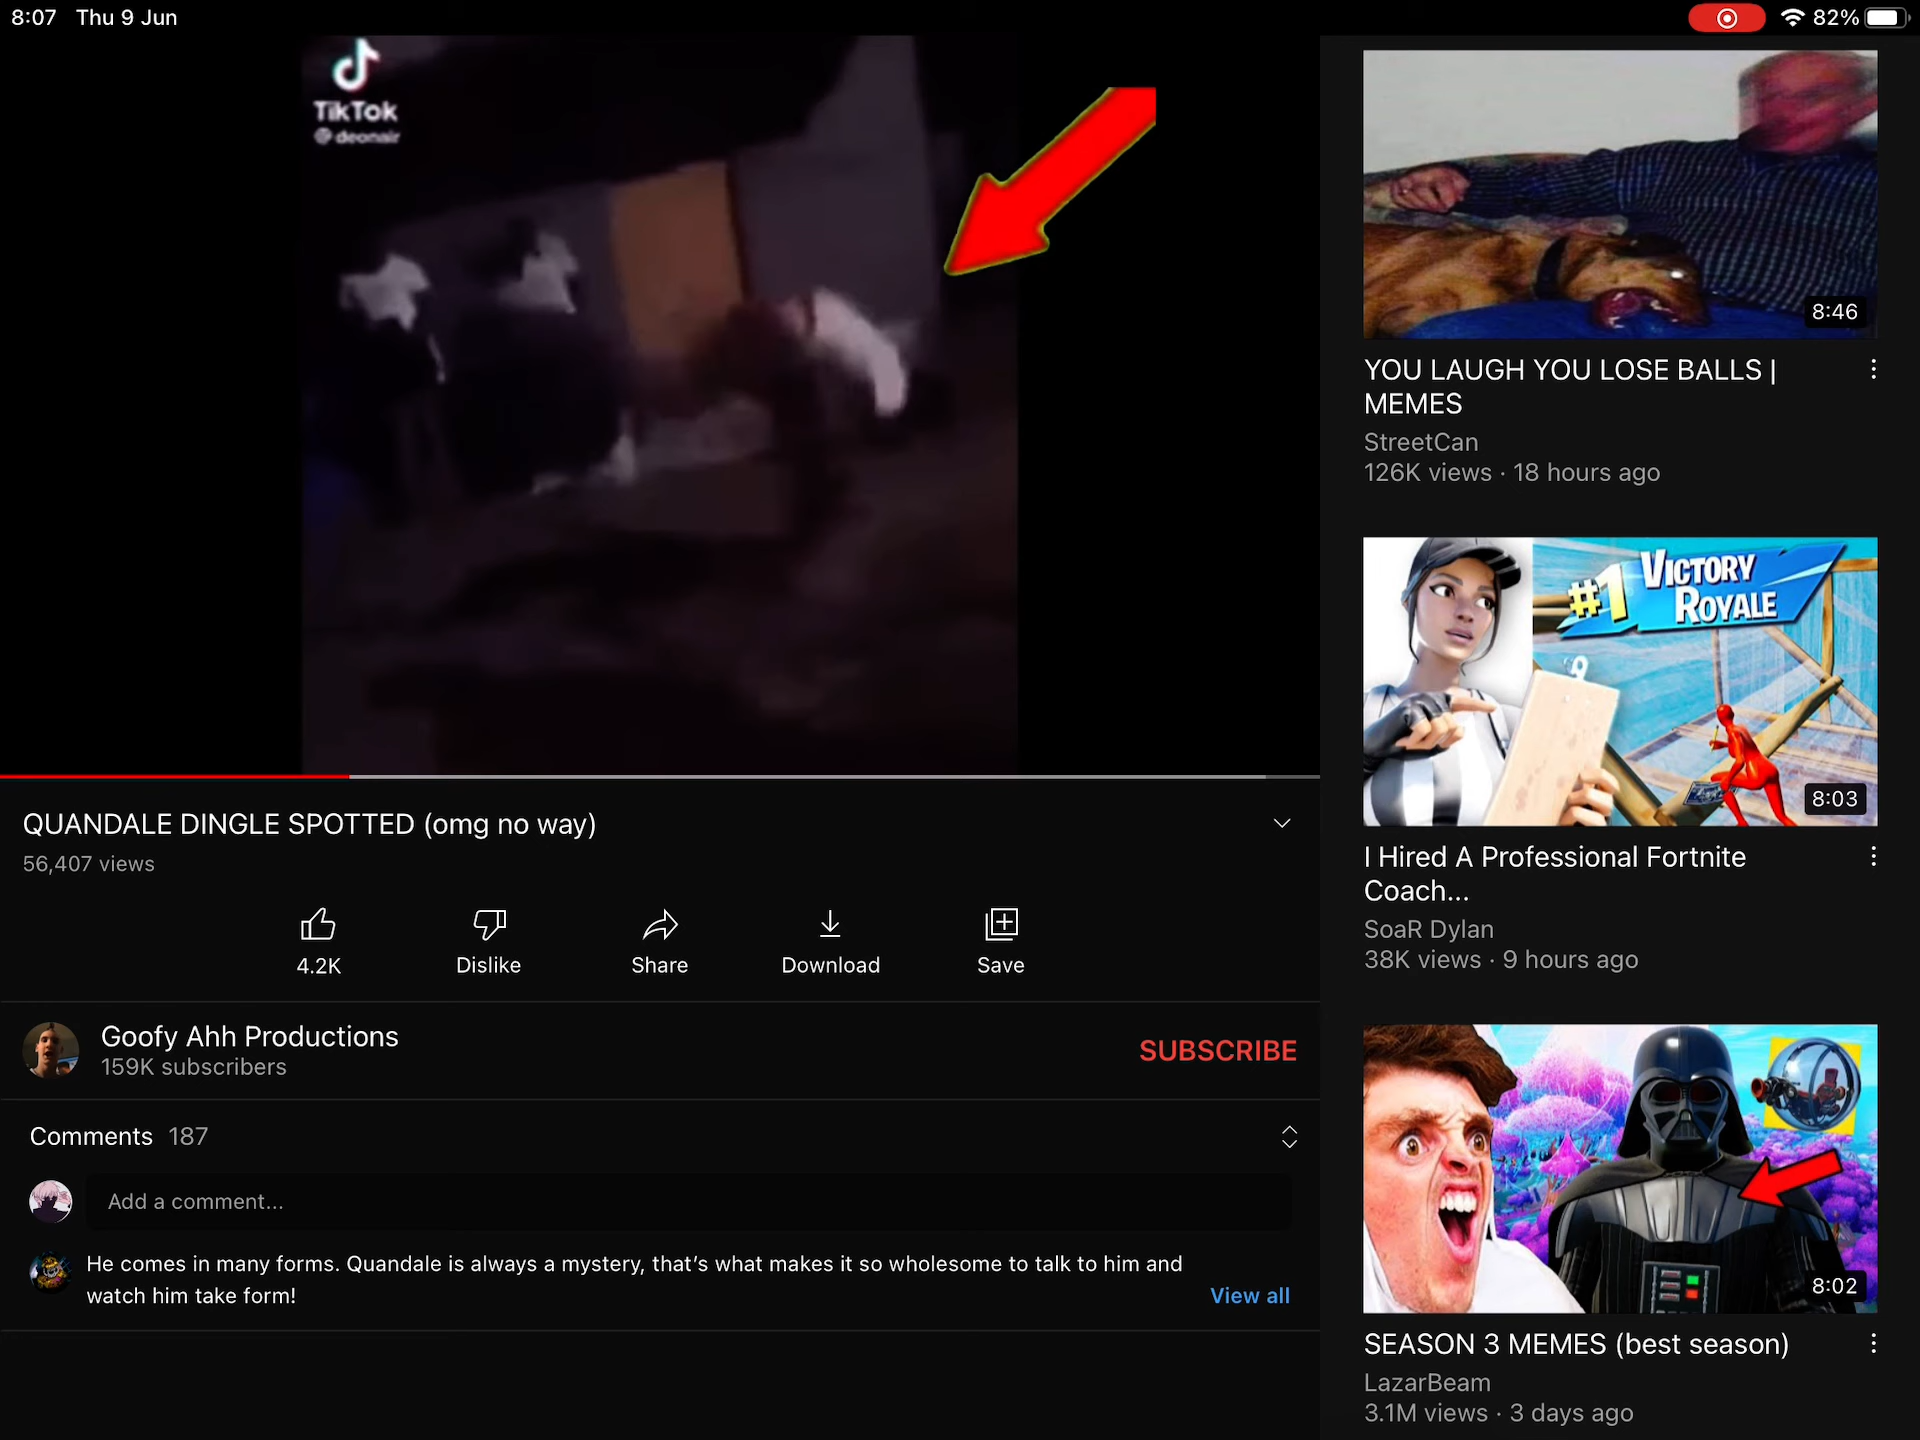 8:07 Thu 9 Jun
82%
TikTok
@deonair
QUANDALE DINGLE SPOTTED (omg no way)
56,407 views
4.2K
Dislike
Share
Download
Save
Goofy Ahh Productions
159K subscribers
SUBSCRIBE
Comments 187
Add a comment...
He comes in many forms. Quandale is always a mystery, that’s what makes it so wholesome to talk to him and
watch him take form!
View all
8:46
YOU LAUGH YOU LOSE BALLS |
MEMES
StreetCan
126K views · 18 hours ago
#1 VICTORY
ROYALE
8:03
I Hired A Professional Fortnite
Coach...
SoaR Dylan
38K views · 9 hours ago
8:02
SEASON 3 MEMES (best season)
LazarBeam
3.1M views · 3 days ago